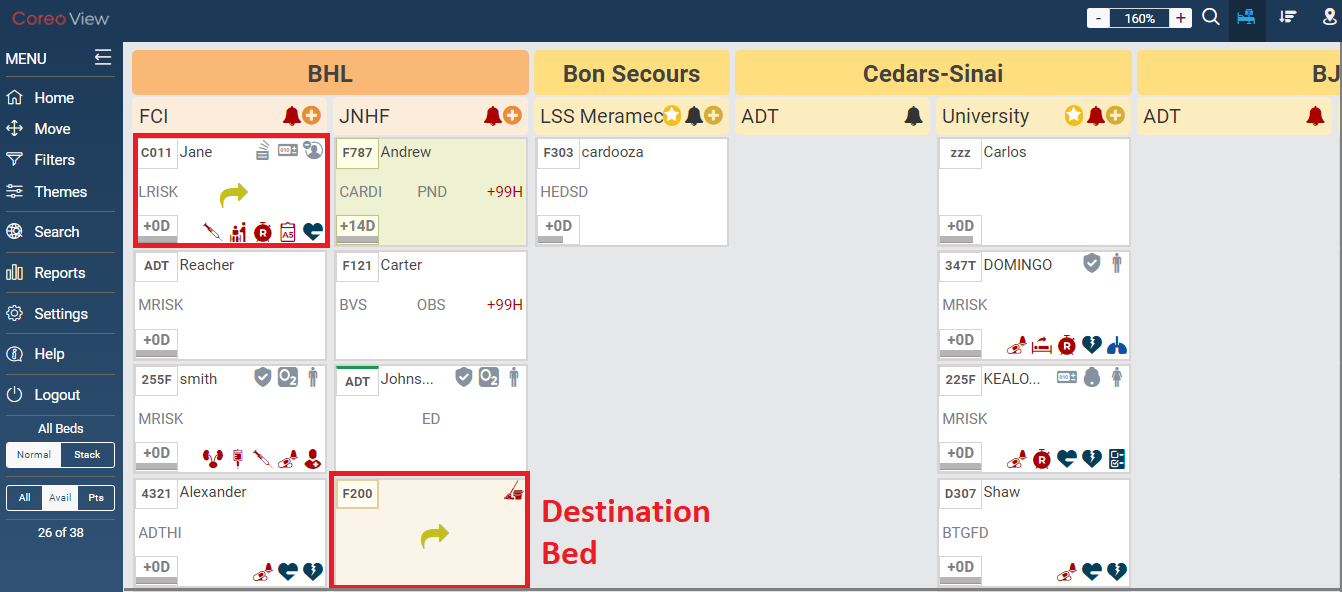 Coreo View
- 160% +
MENU
Home
Move
Filters
Themes
Search
Reports
Settings
Help
Logout
All Beds
Normal Stack
All Avail Pts
26 of 38
BHL Bon Secours Cedars-Sinai BJ
FCI JNHF LSS Meramec ADT University ADT
C011 Jane
LRISK
+0D R A5
ADT Reacher
MRISK
+0D
255F smith O2
MRISK
+0D
4321 Alexander
ADTHI
+0D
F787 Andrew
CARDI PND +99H
+14D
F121 Carter
BVS OBS +99H
ADT Johns... O2
ED
F200
Destination
Bed
F303 cardooza
HEDSD
+0D
zzz Carlos
+0D
347T DOMINGO
MRISK
+0D R
225F KEALO...
MRISK
+0D R
D307 Shaw
BTGFD
+0D